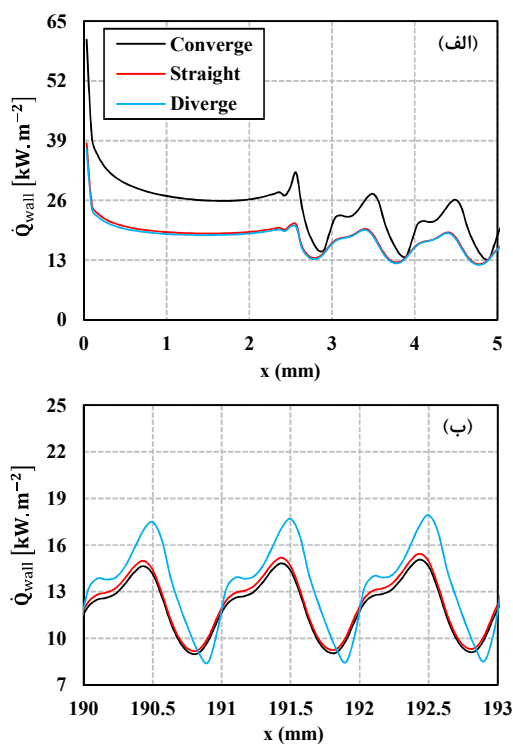 65
52
39
26
13
0
Q̇wall [kW.m⁻²]
Converge
Straight
Diverge
(الف)
0 1 2 3 4 5
x (mm)
25
22
19
16
13
10
7
Q̇wall [kW.m⁻²]
(ب)
190 190.5 191 191.5 192 192.5 193
x (mm)